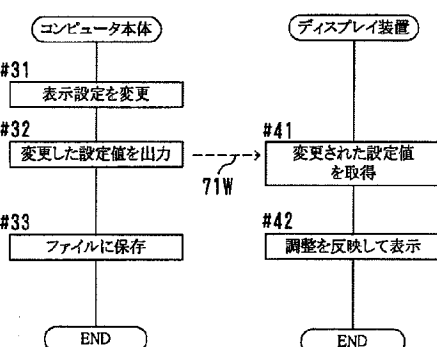 コンピュータ本体
#31
表示設定を変更
#32
変更した設定値を出力
#33
ファイルに保存
END
71W
ディスプレイ装置
#41
変更された設定値
を取得
#42
調整を反映して表示
END